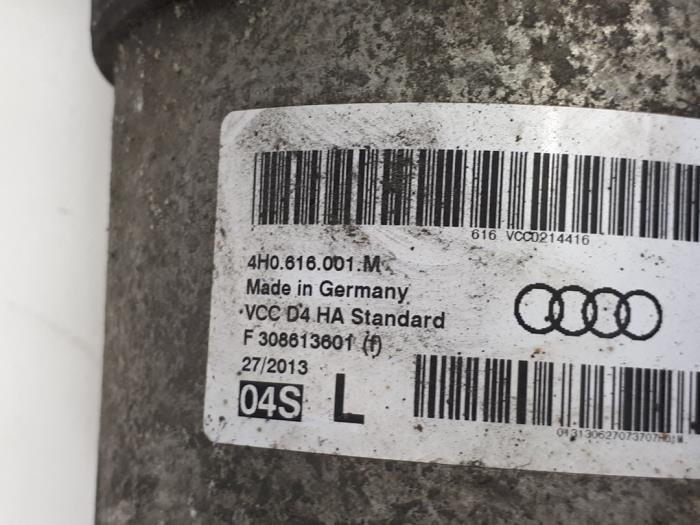 616 VCC0214416
4H0.616.001.M
Made in Germany
VCC D4 HA Standard
F 308613601 (f)
27/2013
04S L